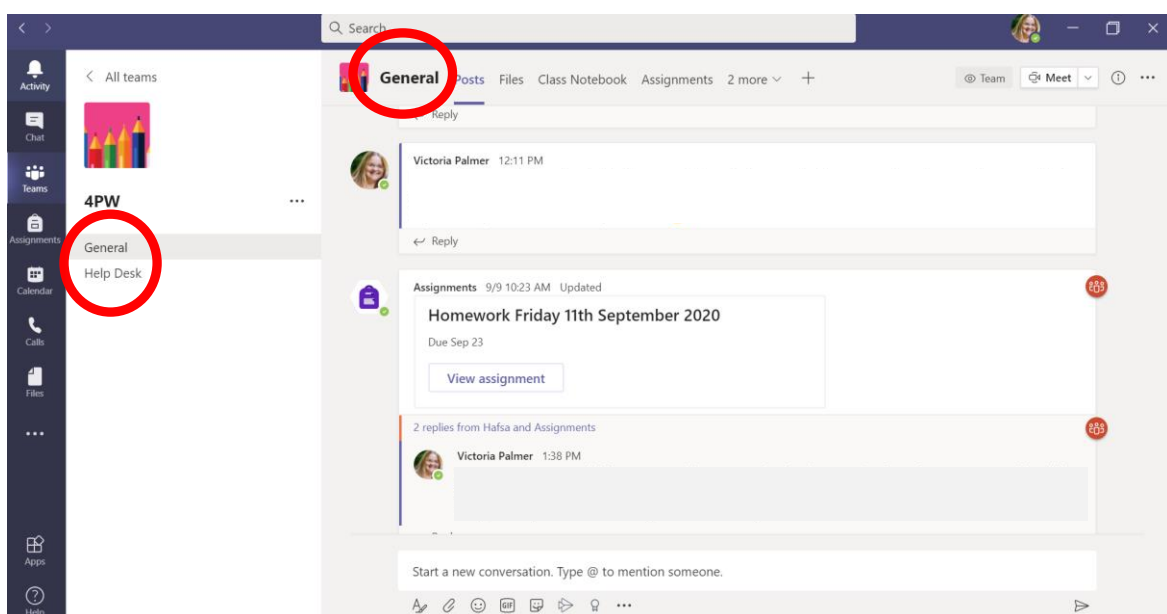 Search
Activity
Chat
Teams
Assignments
Calendar
Calls
Files
Apps
Help
All teams
4PW
General
Help Desk
General Posts Files Class Notebook Assignments 2 more
Team
Meet
Reply
Victoria Palmer 12:11 PM
Reply
Assignments 9/9 10:23 AM Updated
Homework Friday 11th September 2020
Due Sep 23
View assignment
2 replies from Hafsa and Assignments
Victoria Palmer 1:38 PM
Start a new conversation. Type @ to mention someone.
GIF